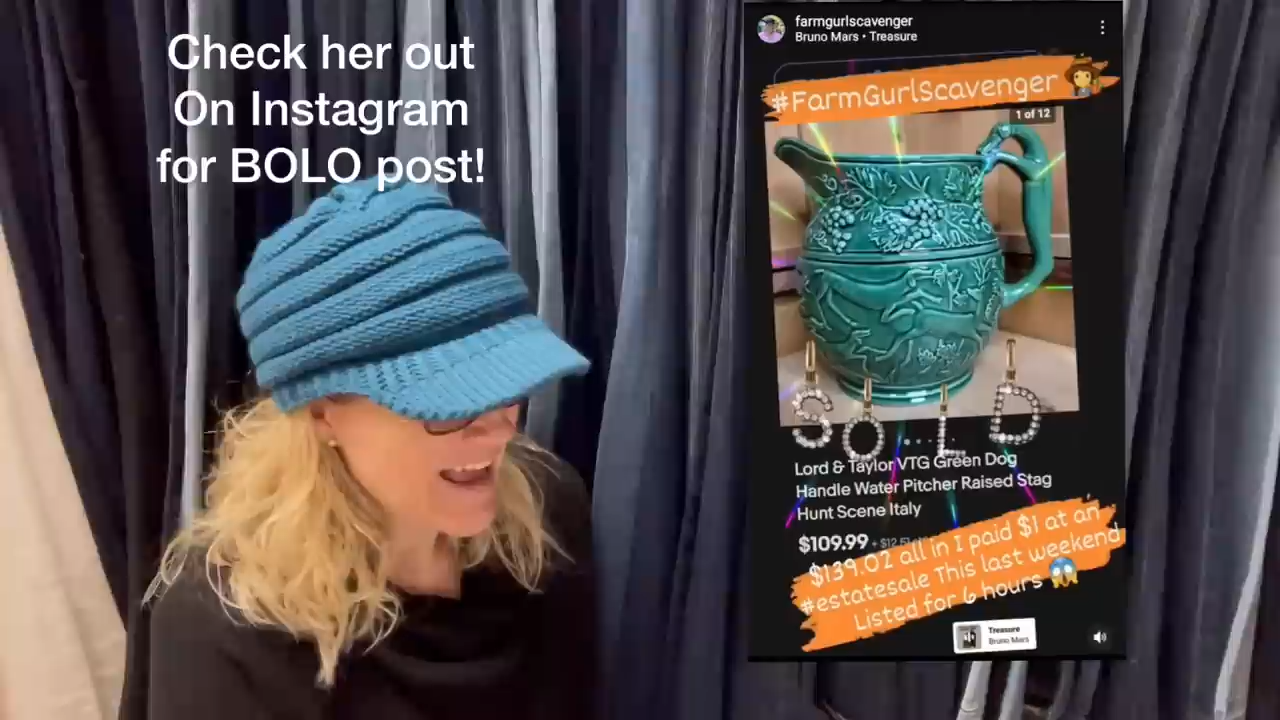 Check her out
On Instagram
for BOLO post!
farmgurlscavenger
Bruno Mars • Treasure
#FarmGurlScavenger
1 of 12
SOLD
Lord & Taylor VTG Green Dog
Handle Water Pitcher Raised Stag
Hunt Scene Italy
$109.99
$139.02 all in I paid $1 at an
#estatesale This last weekend
Listed for 6 hours 😱
Treasure
Bruno Mars